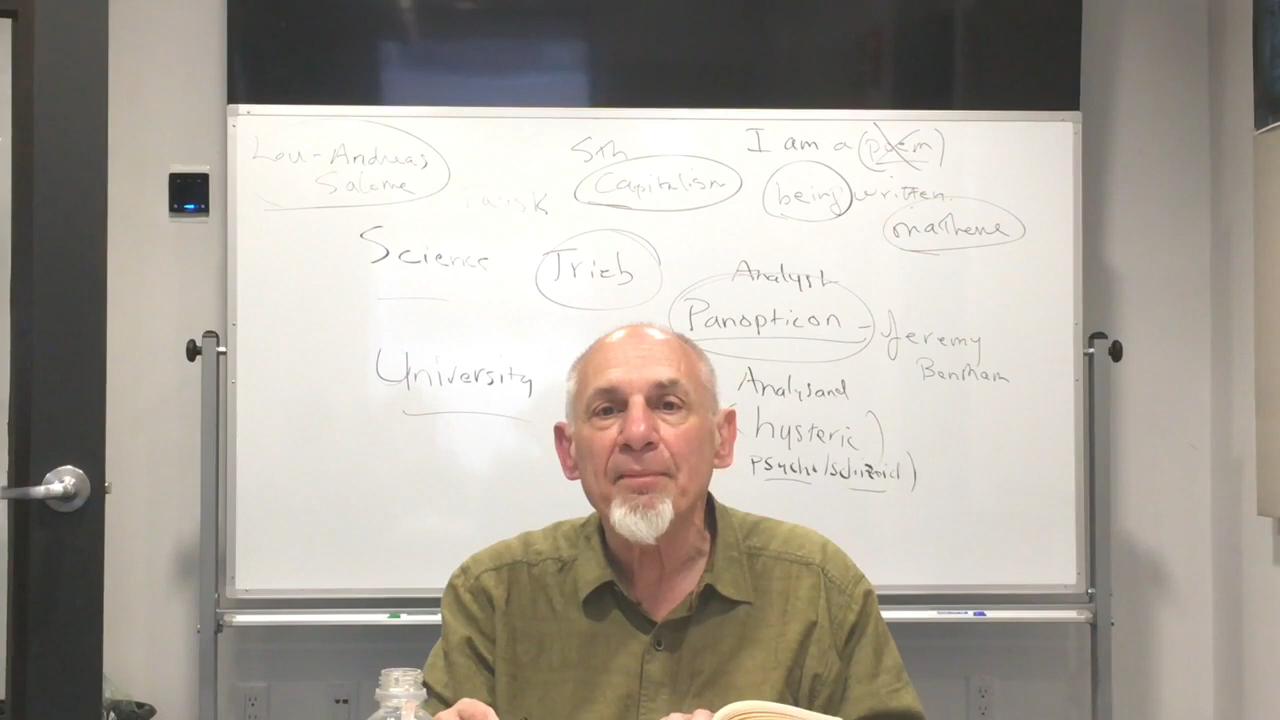 Lou-Andreas
Salome
5th
Capitalism
I am a (poem)
being written
Science
Trieb
Analyst
Panopticon - Jeremy
Bentham
University
Analysand
(hysteric)
psycho/schizoid)